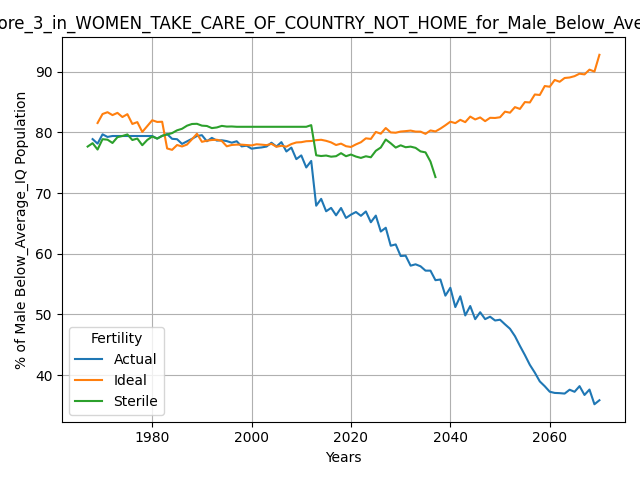 ore_3_in_WOMEN_TAKE_CARE_OF_COUNTRY_NOT_HOME_for_Male_Below_Ave
% of Male Below_Average_IQ Population
90
80
70
60
50
40
Fertility
Actual
Ideal
Sterile
1980
2000
2020
2040
2060
Years